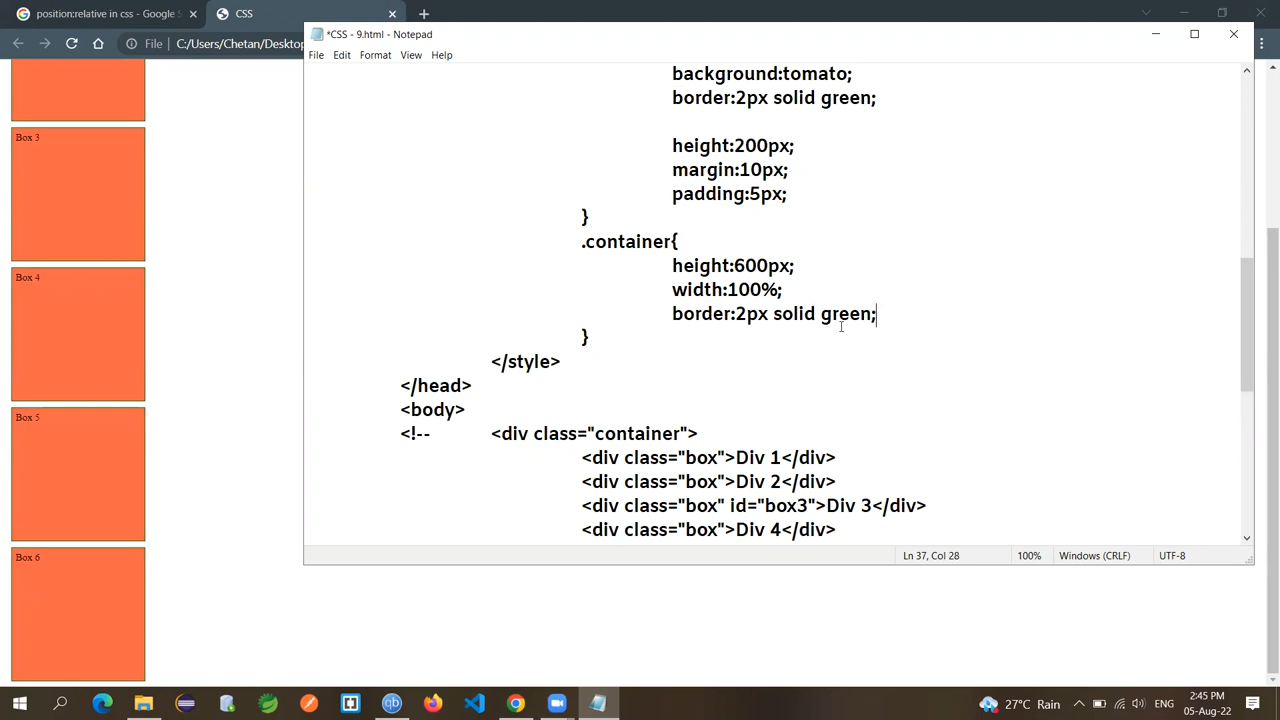 position:relative in css - Google S
CSS
File
C:/Users/Chetan/Desktop
*CSS - 9.html - Notepad
File Edit Format View Help
background:tomato;
border:2px solid green;
height:200px;
margin:10px;
padding:5px;
}
.container{
height:600px;
width:100%;
border:2px solid green;
}
</style>
</head>
<body>
<!-- <div class="container">
<div class="box">Div 1</div>
<div class="box">Div 2</div>
<div class="box" id="box3">Div 3</div>
<div class="box">Div 4</div>
Ln 37, Col 28 100% Windows (CRLF) UTF-8
Box 3
Box 4
Box 5
Box 6
27°C Rain
ENG
2:45 PM
05-Aug-22